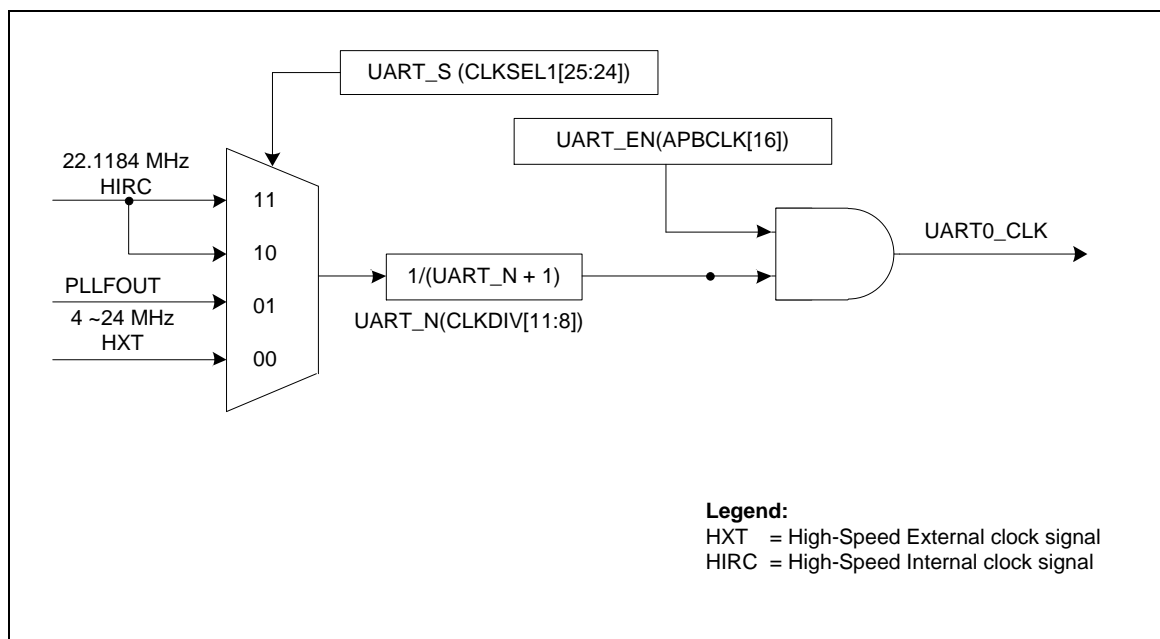 UART_S (CLKSEL1[25:24])
UART_EN(APBCLK[16])
22.1184 MHz
HIRC
11
10
PLLFOUT
01
4 ~24 MHz
HXT
00
1/(UART_N + 1)
UART_N(CLKDIV[11:8])
UART0_CLK
Legend:
HXT = High-Speed External clock signal
HIRC = High-Speed Internal clock signal